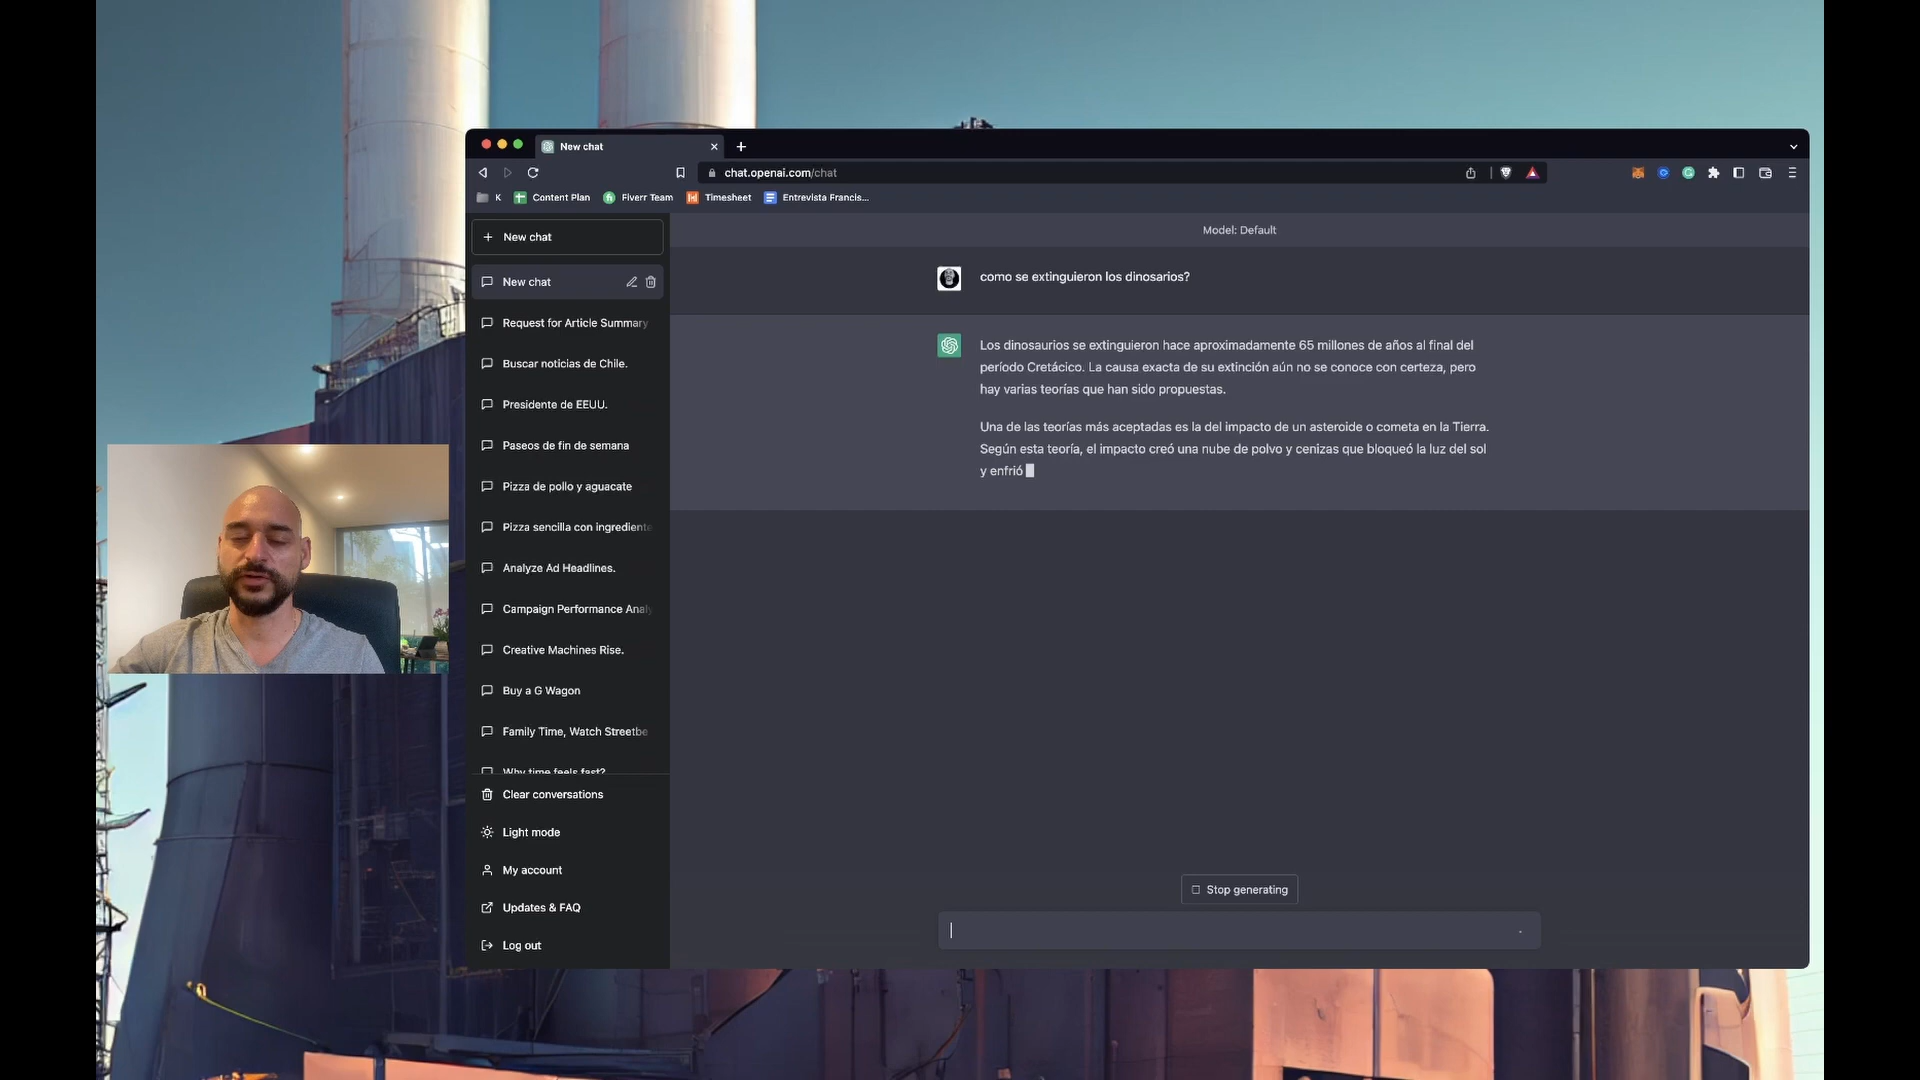 New chat
chat.openai.com/chat
K
Content Plan
Fiverr Team
Timesheet
Entrevista Francis...
New chat
New chat
Request for Article Summary
Buscar noticias de Chile.
Presidente de EEUU.
Paseos de fin de semana
Pizza de pollo y aguacate
Pizza sencilla con ingrediente
Analyze Ad Headlines.
Campaign Performance Analy
Creative Machines Rise.
Buy a G Wagon
Family Time, Watch Streetbe
Why time feels fast?
Clear conversations
Light mode
My account
Updates & FAQ
Log out
Model: Default
como se extinguieron los dinosarios?
Los dinosaurios se extinguieron hace aproximadamente 65 millones de años al final del
período Cretácico. La causa exacta de su extinción aún no se conoce con certeza, pero
hay varias teorías que han sido propuestas.
Una de las teorías más aceptadas es la del impacto de un asteroide o cometa en la Tierra.
Según esta teoría, el impacto creó una nube de polvo y cenizas que bloqueó la luz del sol
y enfrió
Stop generating